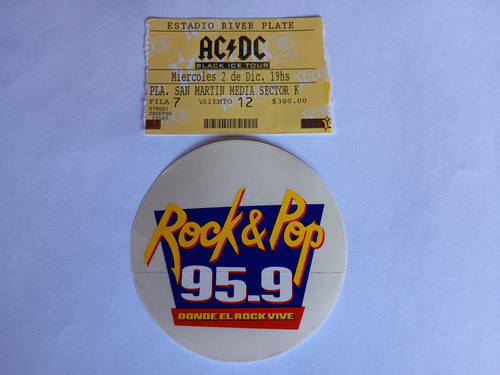 ESTADIO RIVER PLATE
AC DC
BLACK ICE TOUR
Miercoles 2 de Dic. 19hs
PLA. SAN MARTIN MEDIA SECTOR K
FILA 7 ASIENTO 12 $380.00
Rock & Pop
95.9
DONDE EL ROCK VIVE